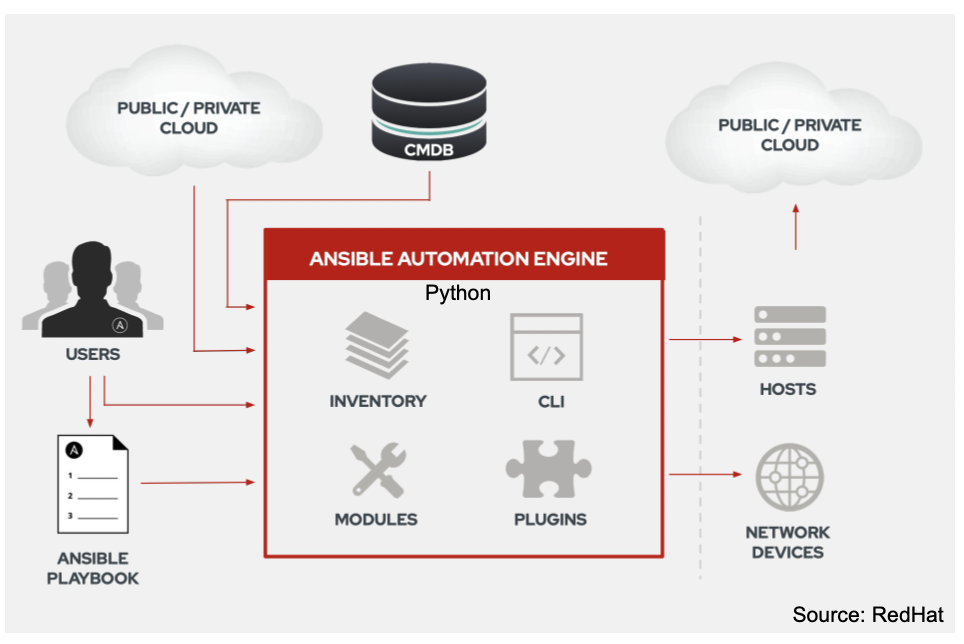 PUBLIC / PRIVATE
CLOUD
CMDB
PUBLIC / PRIVATE
CLOUD
ANSIBLE AUTOMATION ENGINE
Python
A
USERS
INVENTORY
CLI
</>
HOSTS
A
1
2
3
MODULES
PLUGINS
ANSIBLE
PLAYBOOK
NETWORK
DEVICES
Source: RedHat